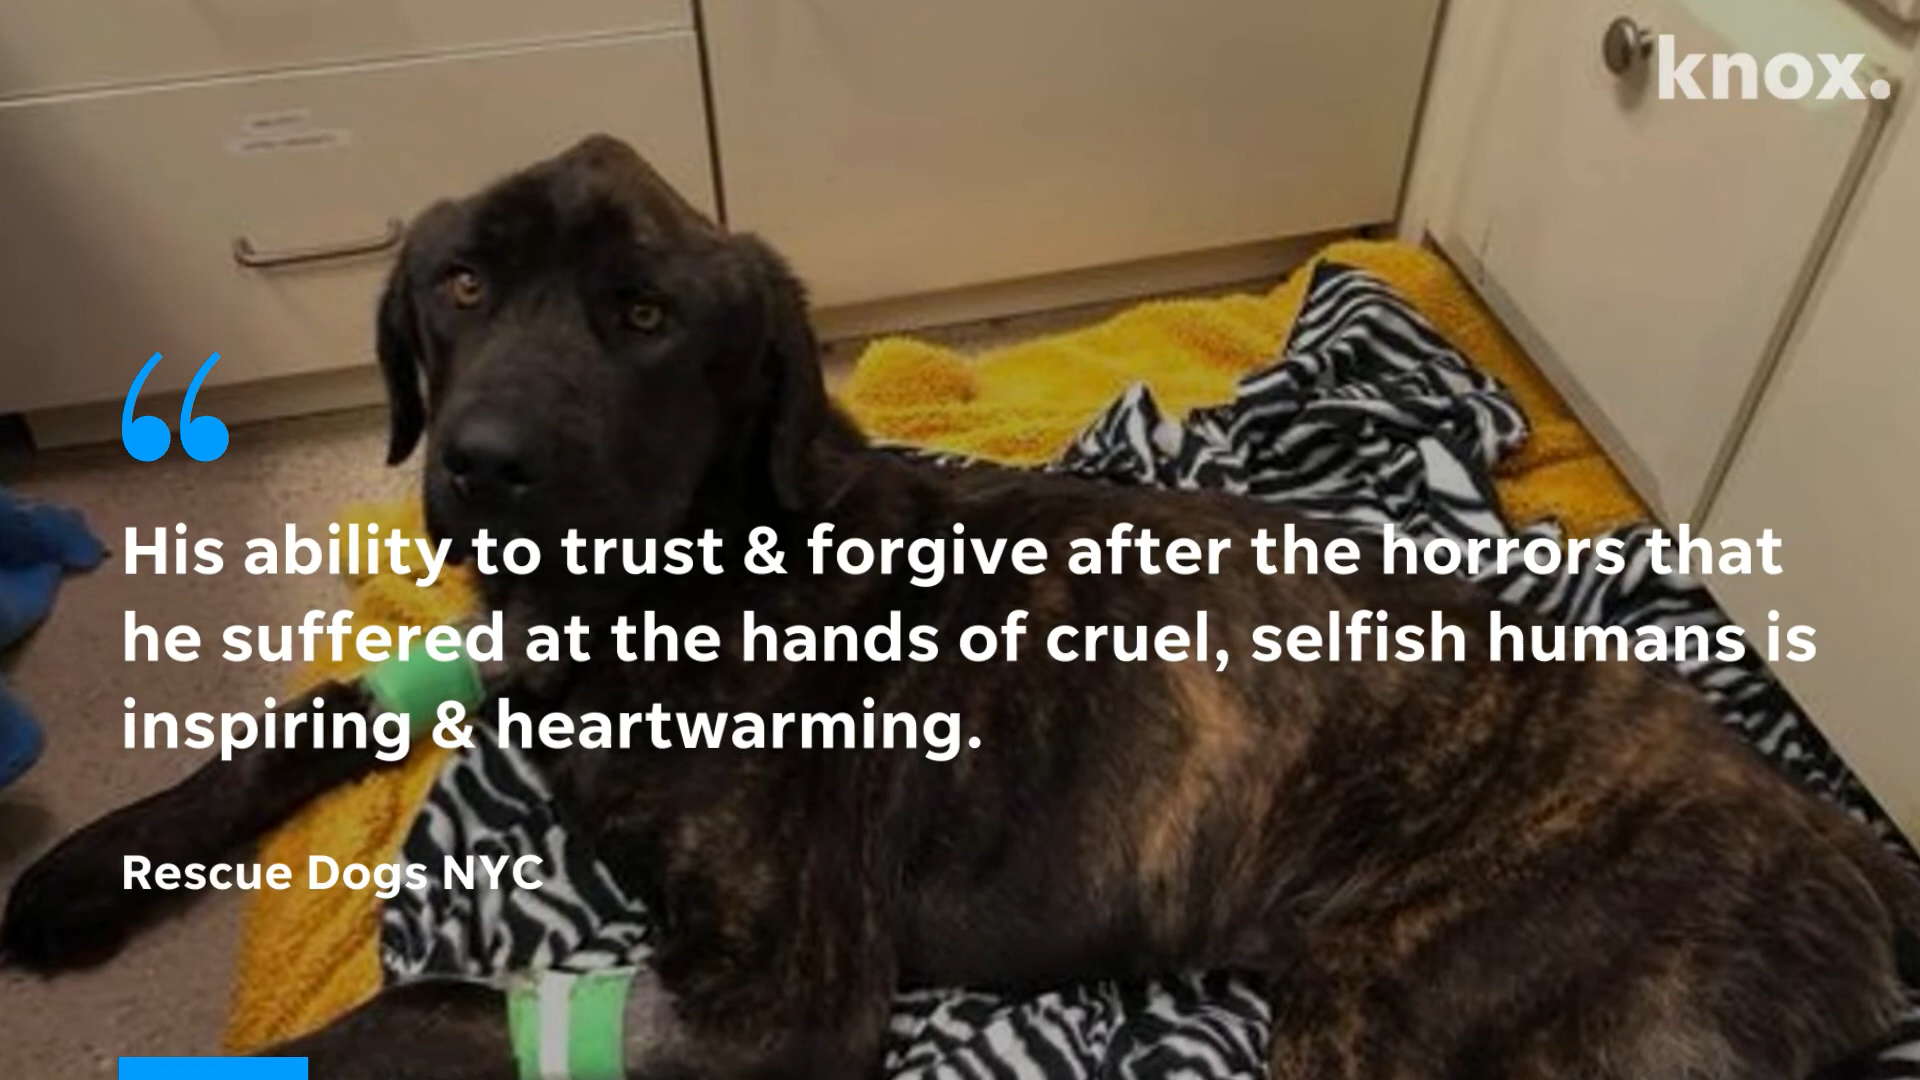 knox.
“
His ability to trust & forgive after the horrors that
he suffered at the hands of cruel, selfish humans is
inspiring & heartwarming.
Rescue Dogs NYC